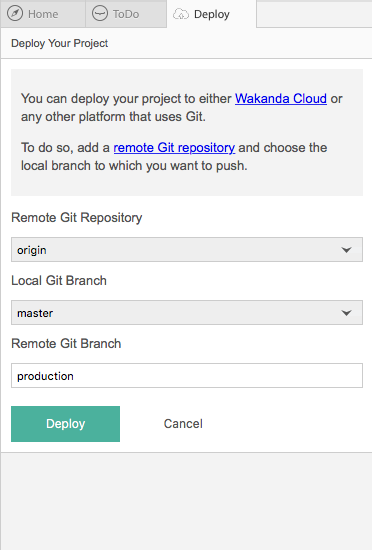 Home ToDo Deploy
Deploy Your Project
You can deploy your project to either Wakanda Cloud or
any other platform that uses Git.
To do so, add a remote Git repository and choose the
local branch to which you want to push.
Remote Git Repository
origin
Local Git Branch
master
Remote Git Branch
production
Deploy Cancel